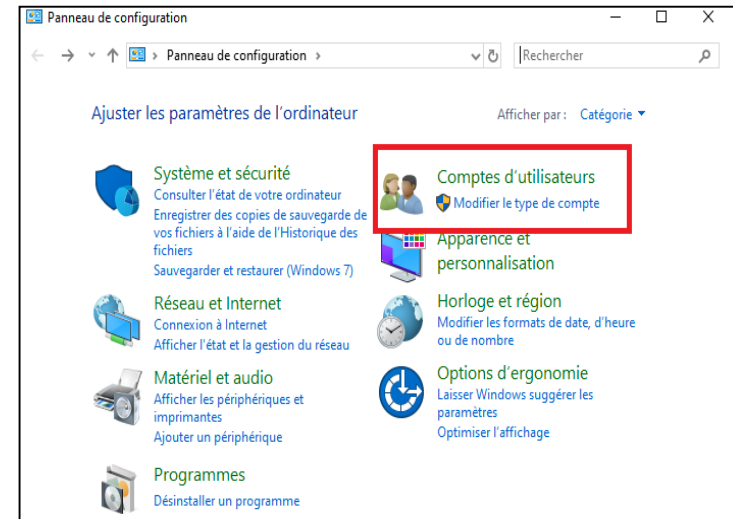 Panneau de configuration
Panneau de configuration
Rechercher
Ajuster les paramètres de l'ordinateur
Afficher par :
Catégorie
Système et sécurité
Consulter l'état de votre ordinateur
Enregistrer des copies de sauvegarde de
vos fichiers à l'aide de l'Historique des
fichiers
Sauvegarder et restaurer (Windows 7)
Réseau et Internet
Connexion à Internet
Afficher l'état et la gestion du réseau
Matériel et audio
Afficher les périphériques et
imprimantes
Ajouter un périphérique
Programmes
Désinstaller un programme
Comptes d'utilisateurs
Modifier le type de compte
Apparence et
personnalisation
Horloge et région
Modifier les formats de date, d'heure
ou de nombre
Options d'ergonomie
Laisser Windows suggérer les
paramètres
Optimiser l'affichage